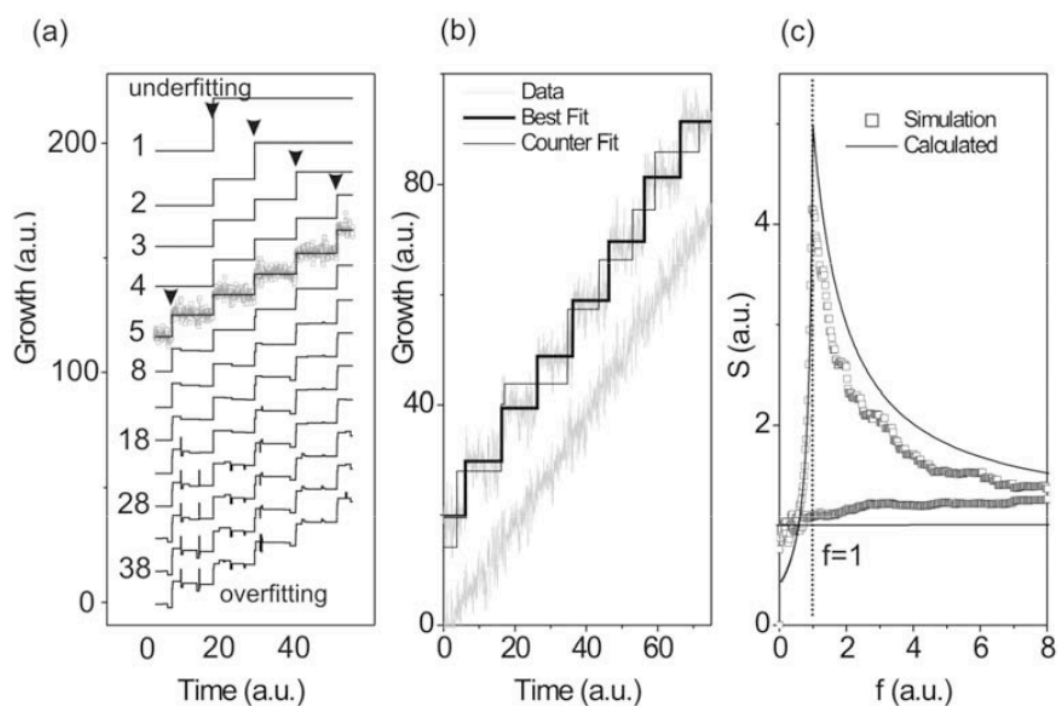 (a)
underfitting
200
1
2
3
4
5
100
8
18
28
38
0
overfitting
0
20
40
Growth (a.u.)
Time (a.u.)
(b)
Data
Best Fit
Counter Fit
80
40
0
0
20
40
60
Growth (a.u.)
Time (a.u.)
(c)
Simulation
Calculated
4
2
0
f=1
0
2
4
6
8
S (a.u.)
f (a.u.)